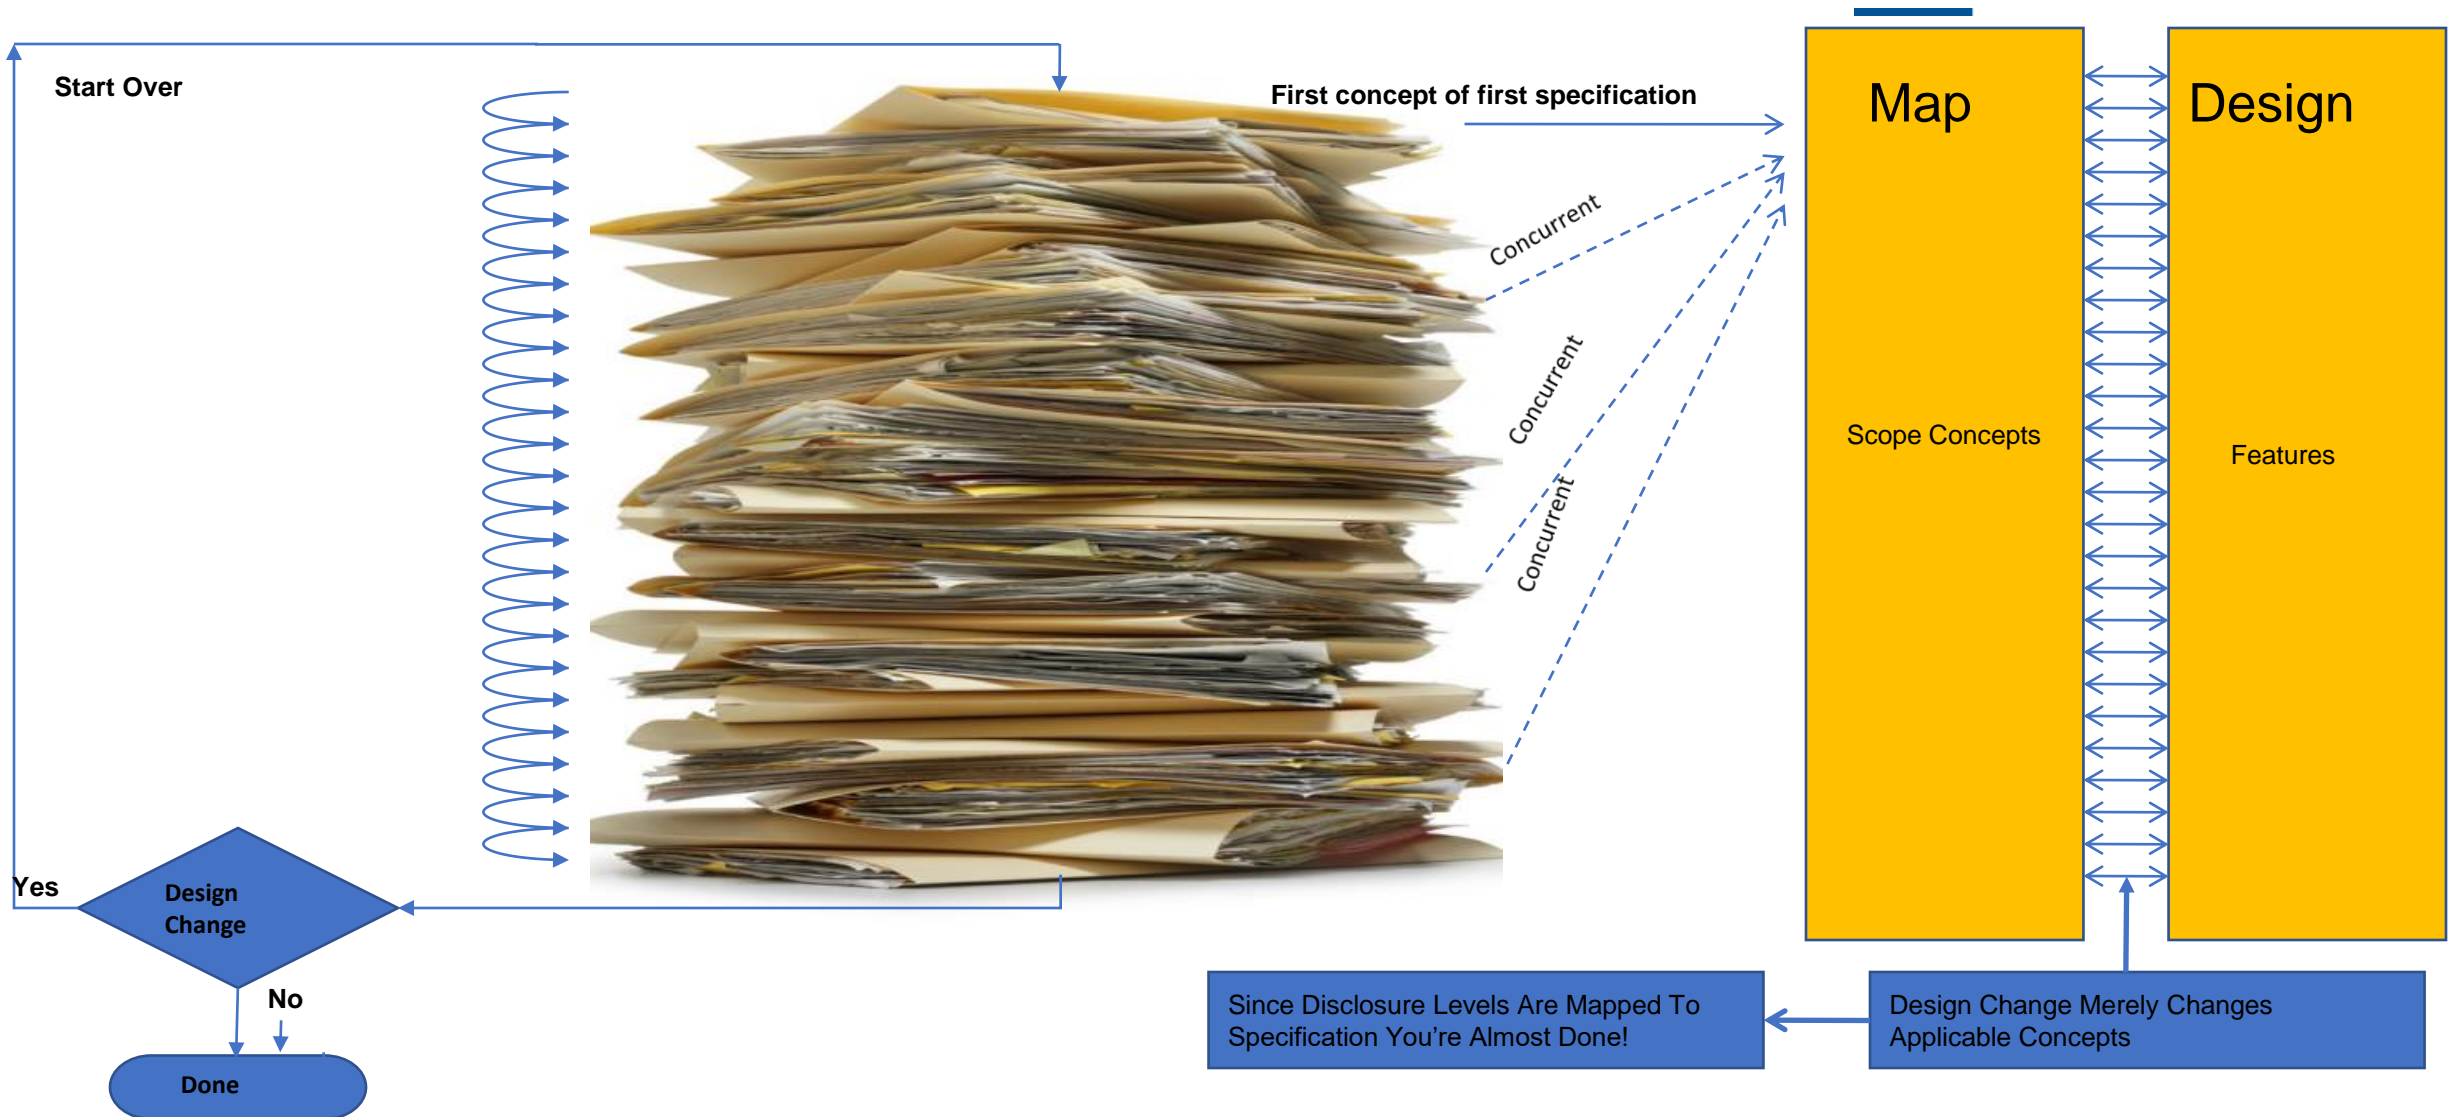 Start Over
First concept of first specification
Map
Design
Concurrent
Concurrent
Concurrent
Scope Concepts
Features
Yes
Design
Change
No
Done
Since Disclosure Levels Are Mapped To
Specification You’re Almost Done!
Design Change Merely Changes
Applicable Concepts